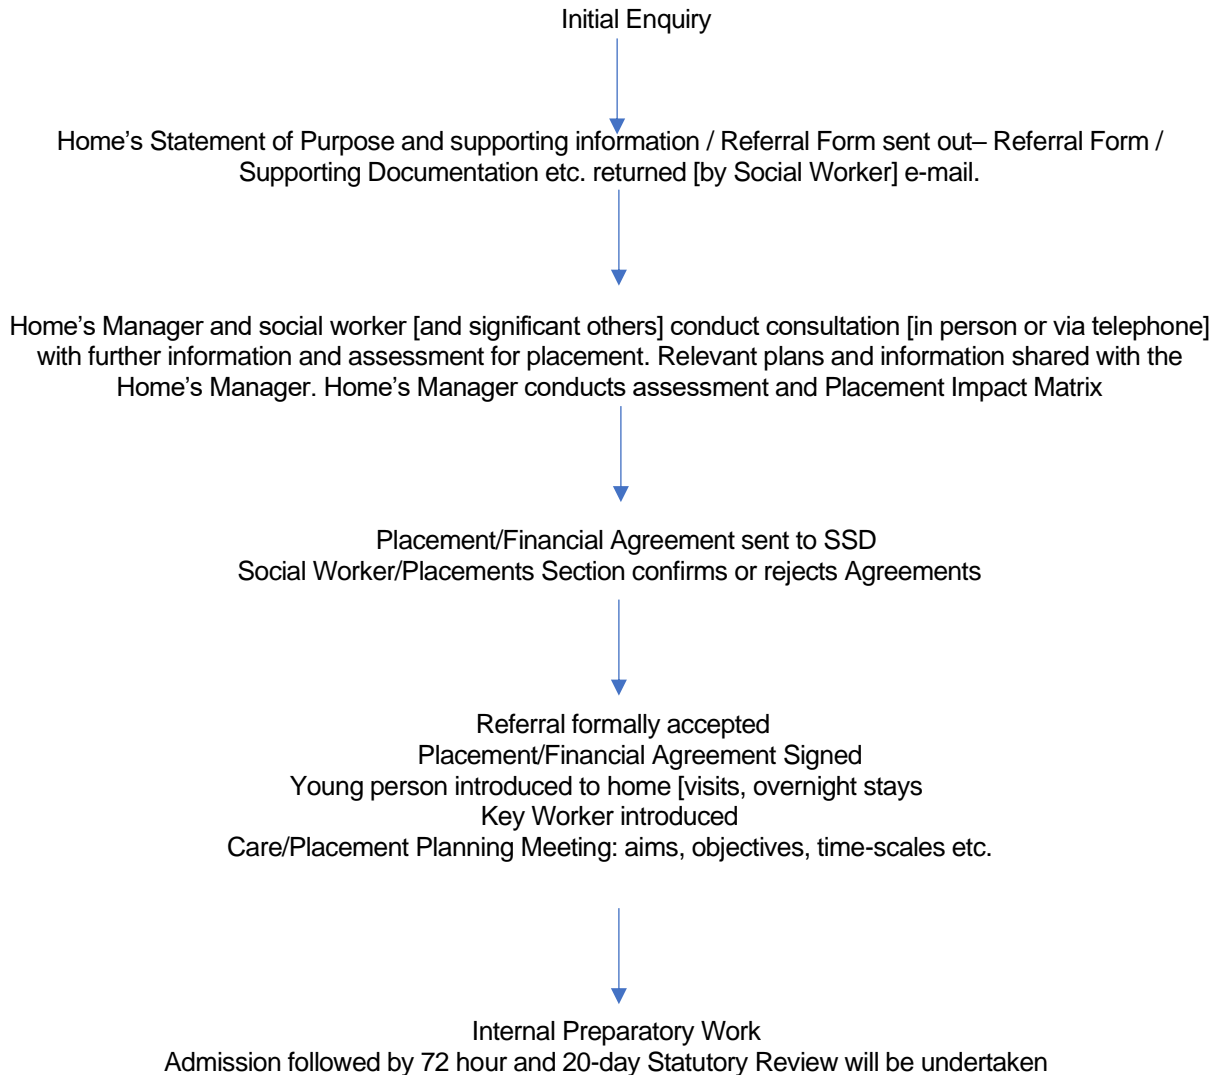 Initial Enquiry
Home’s Statement of Purpose and supporting information / Referral Form sent out– Referral Form /
Supporting Documentation etc. returned [by Social Worker] e-mail.
Home’s Manager and social worker [and significant others] conduct consultation [in person or via telephone]
with further information and assessment for placement. Relevant plans and information shared with the
Home’s Manager. Home’s Manager conducts assessment and Placement Impact Matrix
Placement/Financial Agreement sent to SSD
Social Worker/Placements Section confirms or rejects Agreements
Referral formally accepted
Placement/Financial Agreement Signed
Young person introduced to home [visits, overnight stays
Key Worker introduced
Care/Placement Planning Meeting: aims, objectives, time-scales etc.
Internal Preparatory Work
Admission followed by 72 hour and 20-day Statutory Review will be undertaken